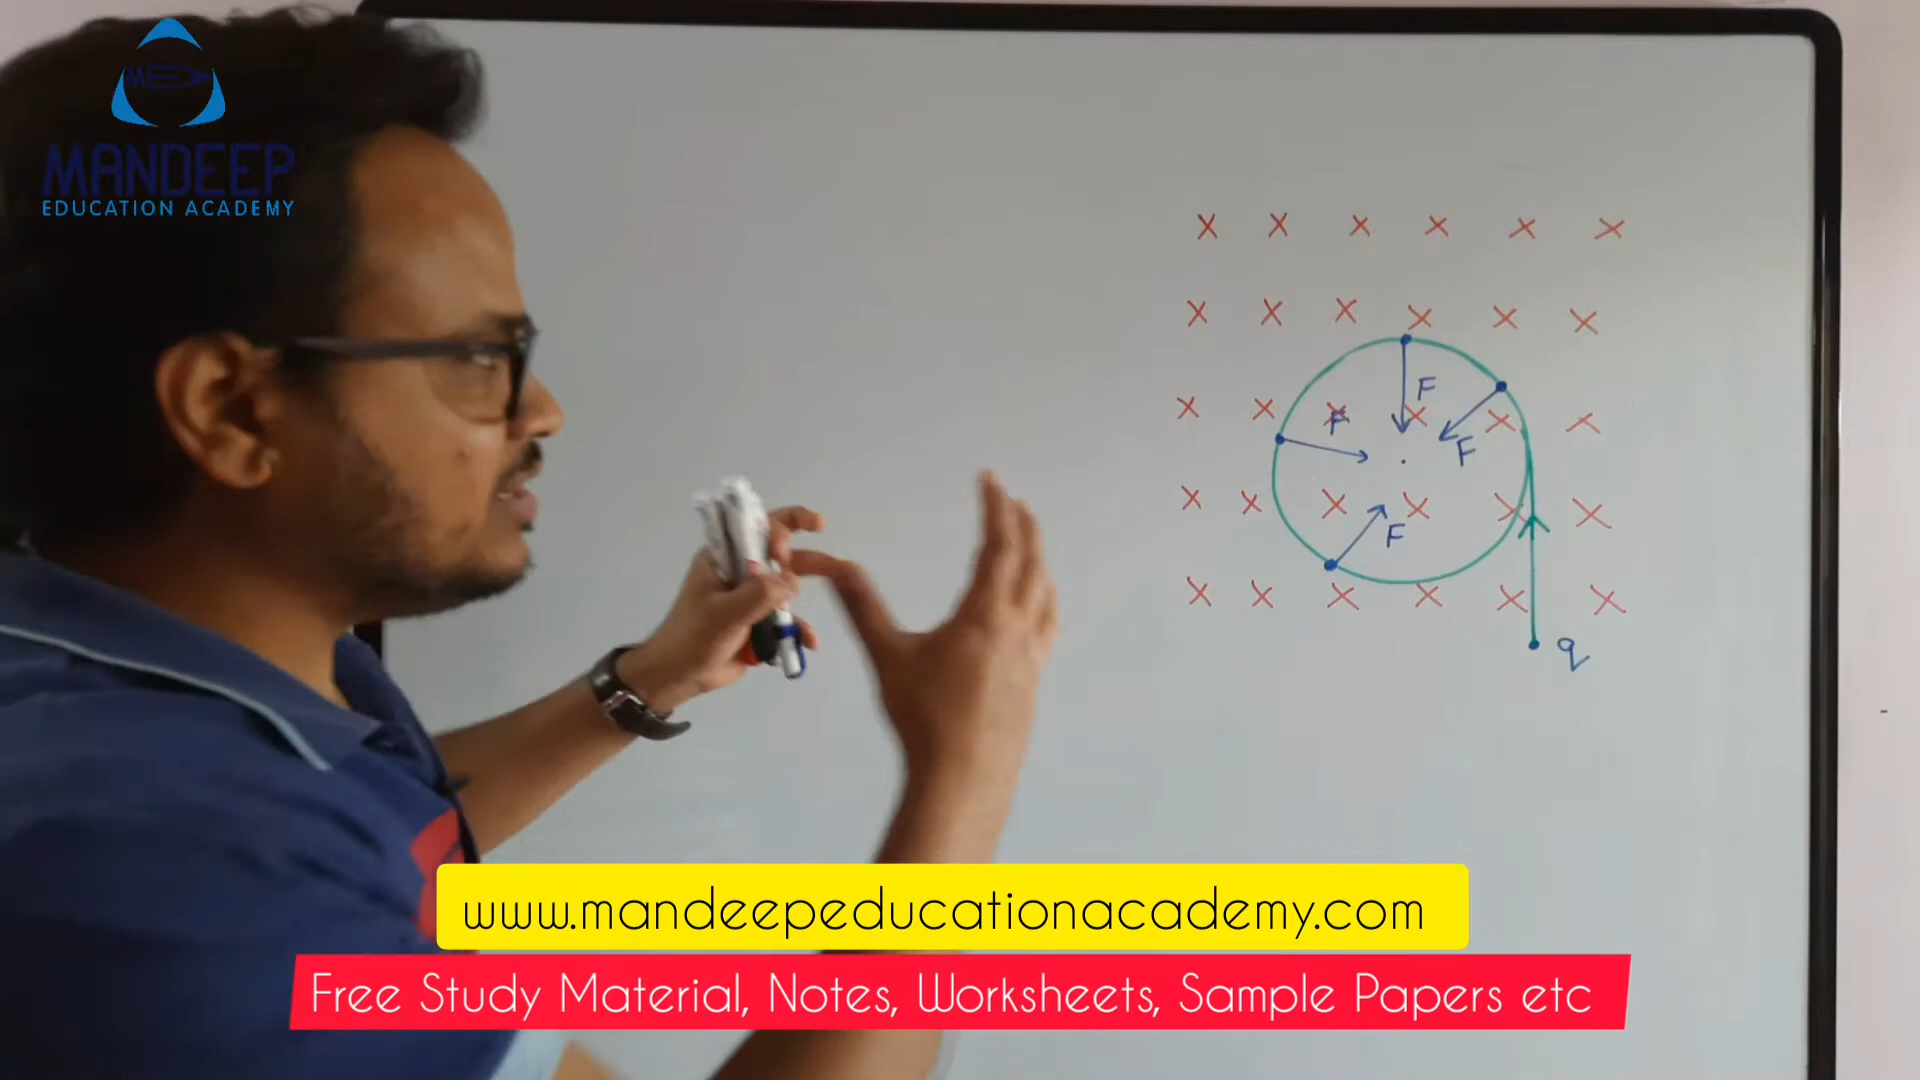 MANDEEP
EDUCATION ACADEMY
X X X X X X
X X X X X X
F
X X X X X X
F
F
X X X X X X
F
X X X X X X
q
www.mandeepeducationacademy.com
Free Study Material, Notes, Worksheets, Sample Papers etc